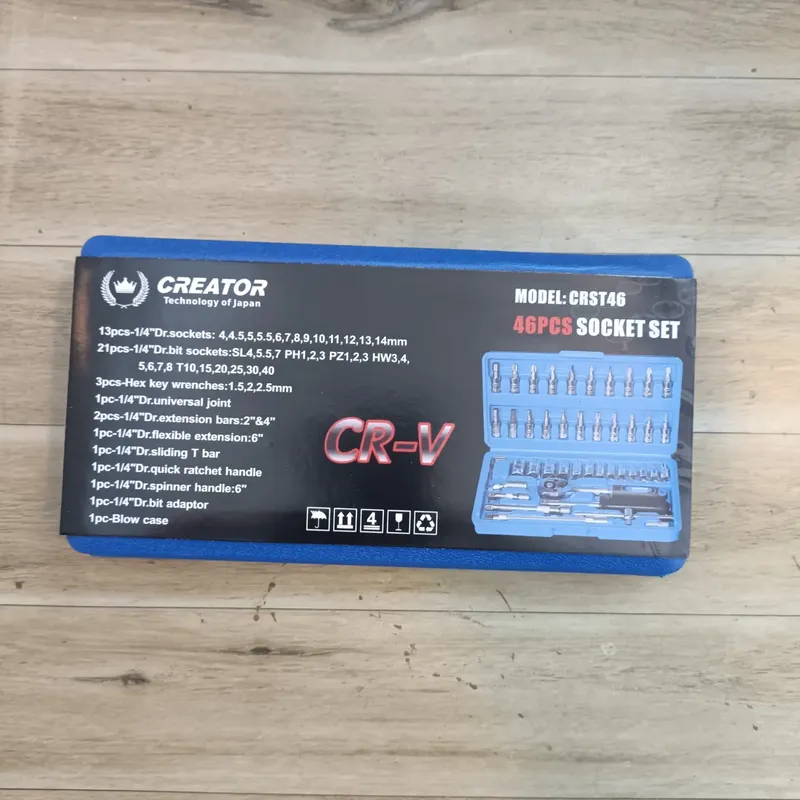 CREATOR
Technology of Japan
MODEL: CRST46
46PCS SOCKET SET
13pcs-1/4"Dr.sockets: 4,4.5,5,5.5,6,7,8,9,10,11,12,13,14mm
21pcs-1/4"Dr.bit sockets:SL4,5.5,7 PH1,2,3 PZ1,2,3 HW3,4,
5,6,7,8 T10,15,20,25,30,40
3pcs-Hex key wrenches:1.5,2,2.5mm
1pc-1/4"Dr.universal joint
2pcs-1/4"Dr.extension bars:2"&4"
1pc-1/4"Dr.flexible extension:6"
1pc-1/4"Dr.sliding T bar
1pc-1/4"Dr.quick ratchet handle
1pc-1/4"Dr.spinner handle:6"
1pc-1/4"Dr.bit adaptor
1pc-Blow case
CR-V
4